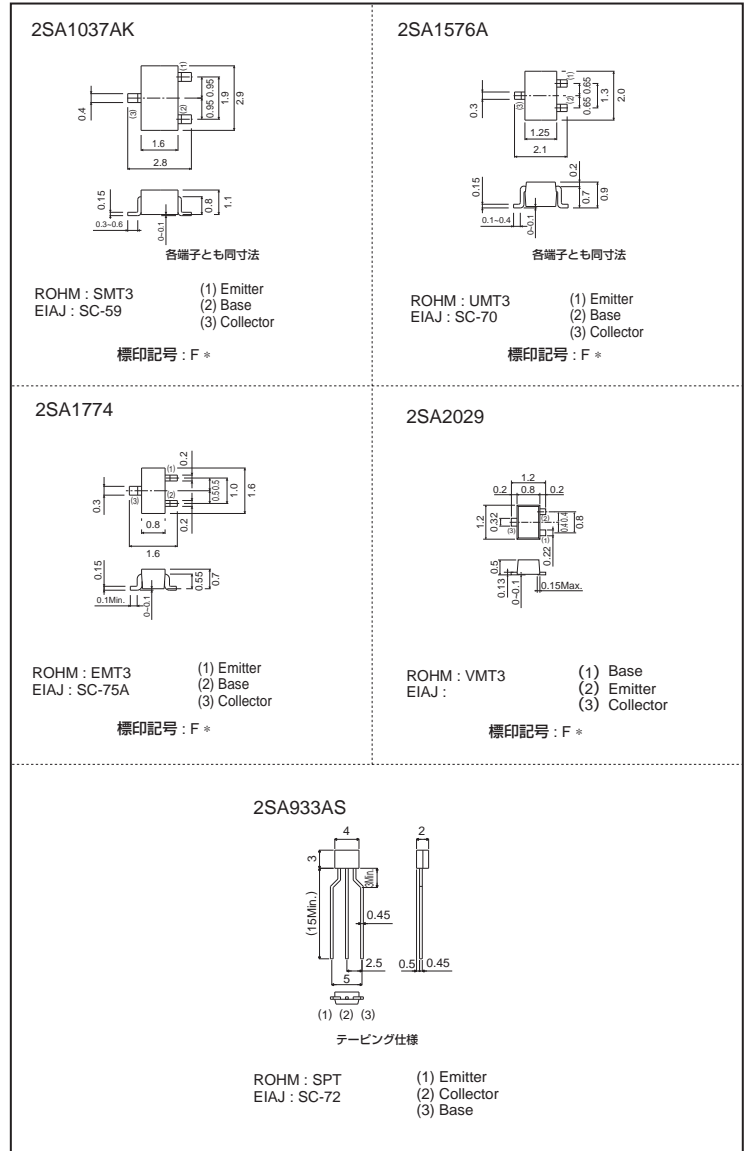 2SA1037AK
(1)
(2)
(3)
0.4
0.95 0.95
1.9
2.9
1.6
2.8
0.15
0.3~0.6
0~0.1
0.8
1.1
各端子とも同寸法
ROHM : SMT3
EIAJ : SC-59
(1) Emitter
(2) Base
(3) Collector
標印記号 : F *
2SA1576A
(1)
(2)
(3)
0.3
0.65 0.65
1.3
2.0
1.25
2.1
0.2
0.15
0.1~0.4
0~0.1
0.7
0.9
各端子とも同寸法
ROHM : UMT3
EIAJ : SC-70
(1) Emitter
(2) Base
(3) Collector
標印記号 : F *
2SA1774
0.2
(1)
(2)
(3)
0.3
0.5 0.5
1.0
1.6
0.8
0.2
1.6
0.15
0.1Min.
0~0.1
0.55
0.7
ROHM : EMT3
EIAJ : SC-75A
(1) Emitter
(2) Base
(3) Collector
標印記号 : F *
2SA2029
1.2
0.2 0.8 0.2
1.2
0.32
(3)
(2)
(1)
0.4 0.4
0.8
0.22
0.5
0.13
0~0.1
0.15Max.
ROHM : VMT3
EIAJ :
(1) Base
(2) Emitter
(3) Collector
標印記号 : F *
2SA933AS
4
2
3
3Min.
(15Min.)
0.45
2.5
5
0.5 0.45
(1) (2) (3)
テーピング仕様
ROHM : SPT
EIAJ : SC-72
(1) Emitter
(2) Collector
(3) Base